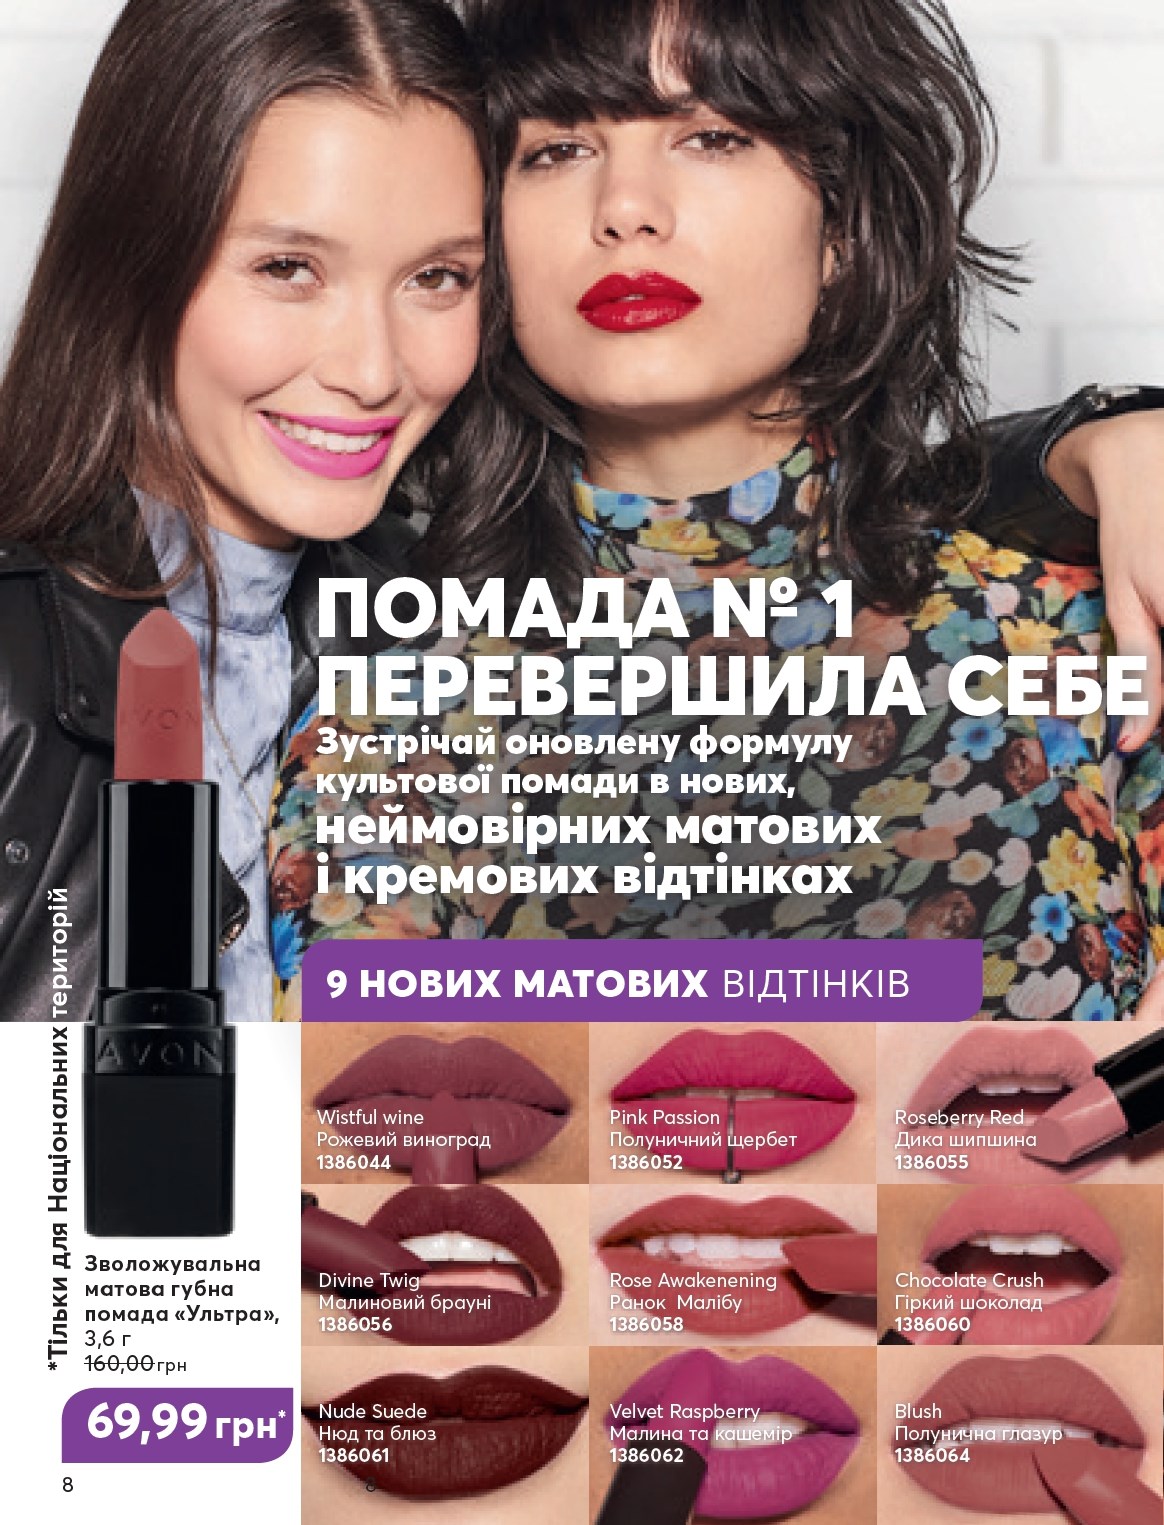 ПОМАДА № 1
ПЕРЕВЕРШИЛА СЕБЕ
Зустрічай оновлену формулу
культової помади в нових,
неймовірних матових
і кремових відтінках
9 НОВИХ МАТОВИХ ВІДТІНКІВ
Wistful wine
Рожевий виноград
1386044
Pink Passion
Полуничний щербет
1386052
Roseberry Red
Дика шипшина
1386055
Divine Twig
Малиновий брауні
1386056
Rose Awakenening
Ранок Малібу
1386058
Chocolate Crush
Гіркий шоколад
1386060
Nude Suede
Нюд та блюз
1386061
Velvet Raspberry
Малина та кашемір
1386062
Blush
Полунична глазур
1386064
AVON
AVON
*Тільки для Національних територій
Зволожувальна
матова губна
помада «Ультра»,
3,6 г
160,00 грн
69,99 грн*
8
8